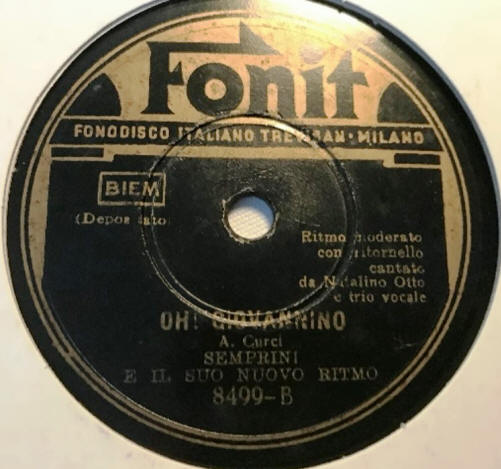 Fonit
FONODISCO ITALIANO TREVISAN • MILANO
BIEM
(Depositato)
Ritmo moderato
con ritornello
cantato
da Natalino Otto
e trio vocale
OH! GIOVANNINO
A. Curci
SEMPRINI
E IL SUO NUOVO RITMO
8499-B